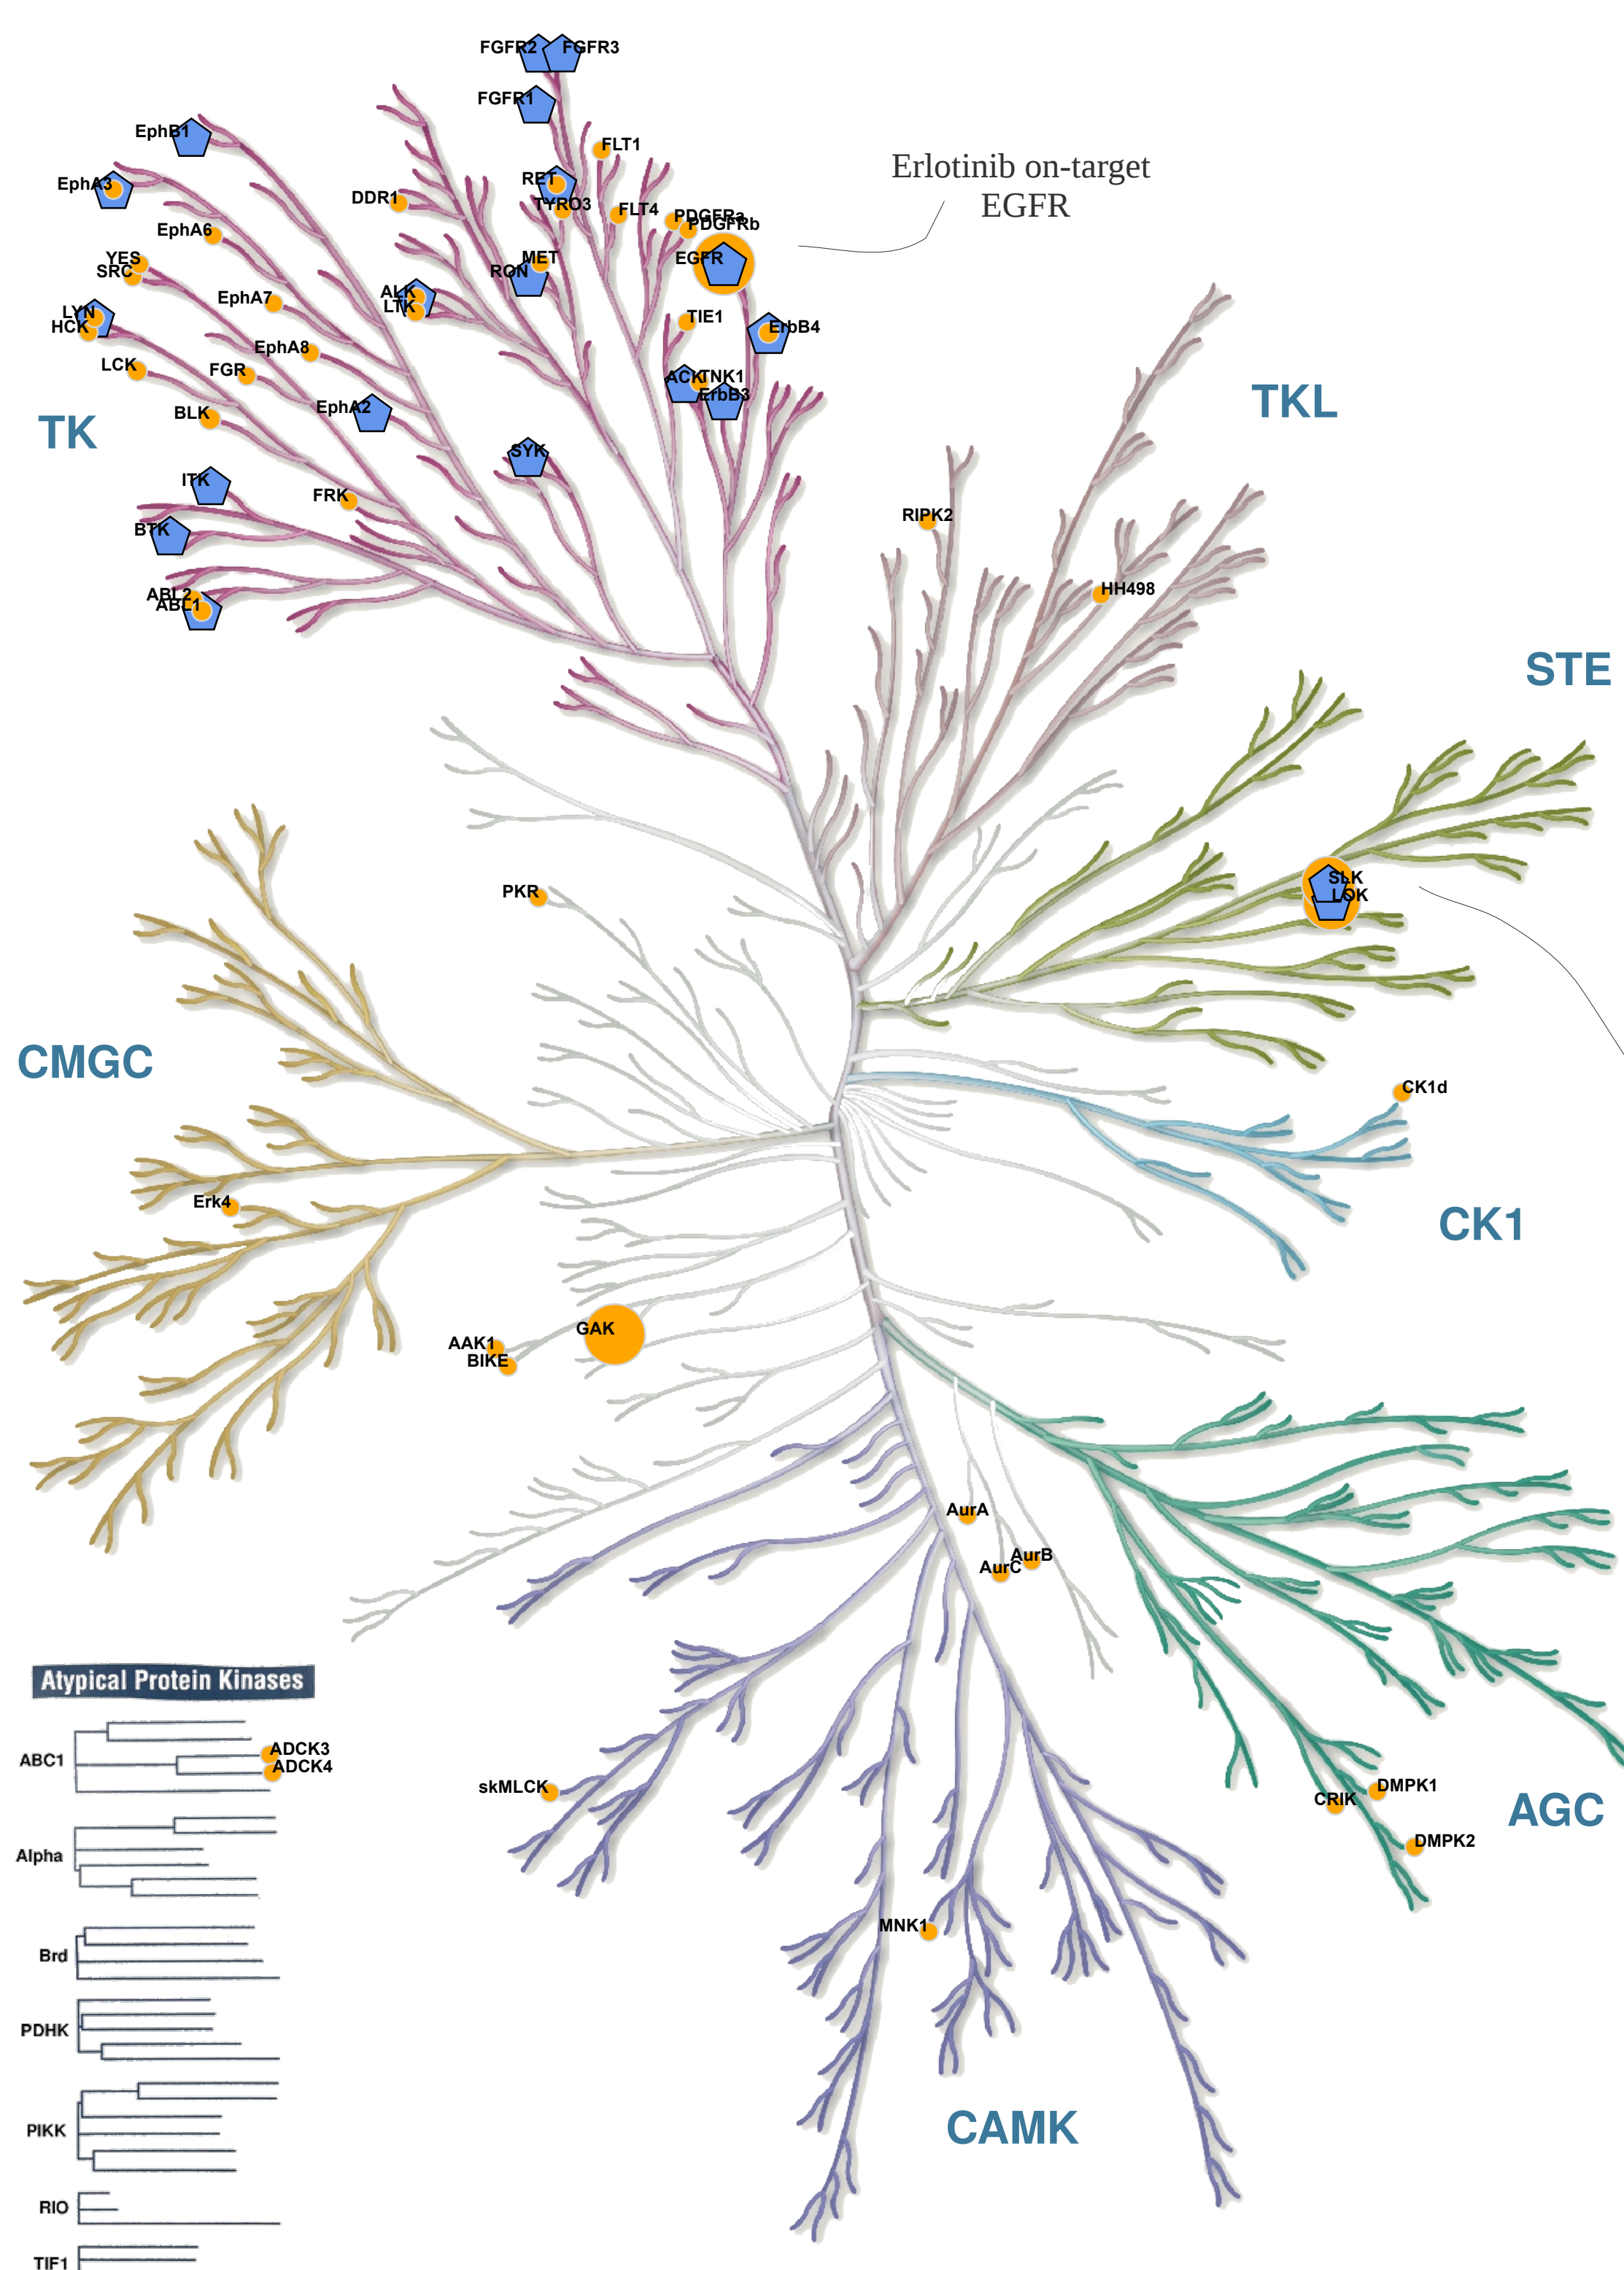 FGFR2
FGFR3
FGFR1
EphB1
FLT1
Erlotinib on-target
EGFR
EphA3
DDR1
RET
TYRO3
FLT4
PDGFRa
PDGFRb
EphA6
YES
SRC
MET
RON
EGFR
EphA7
ALK
LTK
LYN
HCK
TIE1
ErbB4
EphA8
LCK
FGR
ACK
TNK1
ErbB3
TKL
BLK
EphA2
TK
SYK
ITK
FRK
RIPK2
BTK
ABL2
ABL1
HH498
STE
PKR
SLK
LOK
CMGC
CK1d
Erk4
CK1
GAK
AAK1
BIKE
AurA
AurB
AurC
Atypical Protein Kinases
ABC1
ADCK3
ADCK4
skMLCK
DMPK1
CRIK
AGC
DMPK2
Alpha
MNK1
Brd
PDHK
CAMK
PIKK
RIO
TIF1